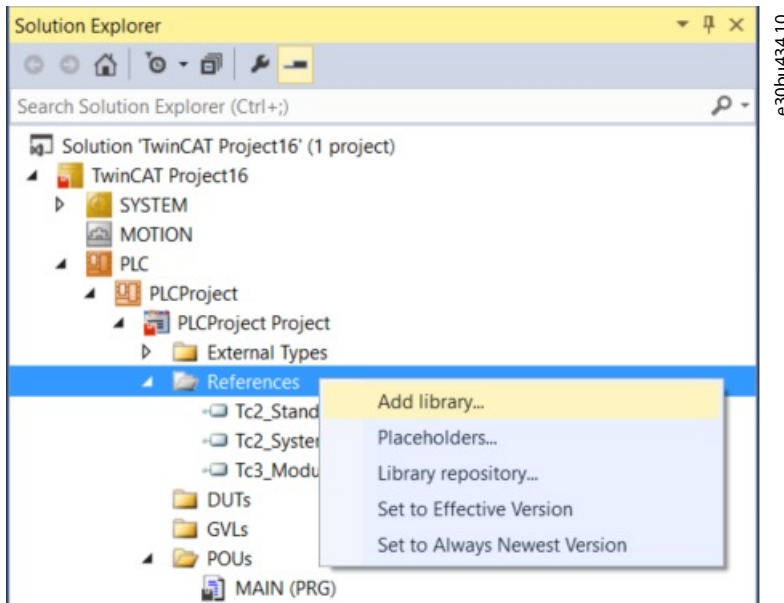 Solution Explorer
Search Solution Explorer (Ctrl+;)
Solution 'TwinCAT Project16' (1 project)
TwinCAT Project16
SYSTEM
MOTION
PLC
PLCProject
PLCProject Project
External Types
References
Tc2_Stand
Tc2_System
Tc3_Modu
DUTs
GVLs
POUs
MAIN (PRG)
Add library...
Placeholders...
Library repository...
Set to Effective Version
Set to Always Newest Version
e30bu434.10